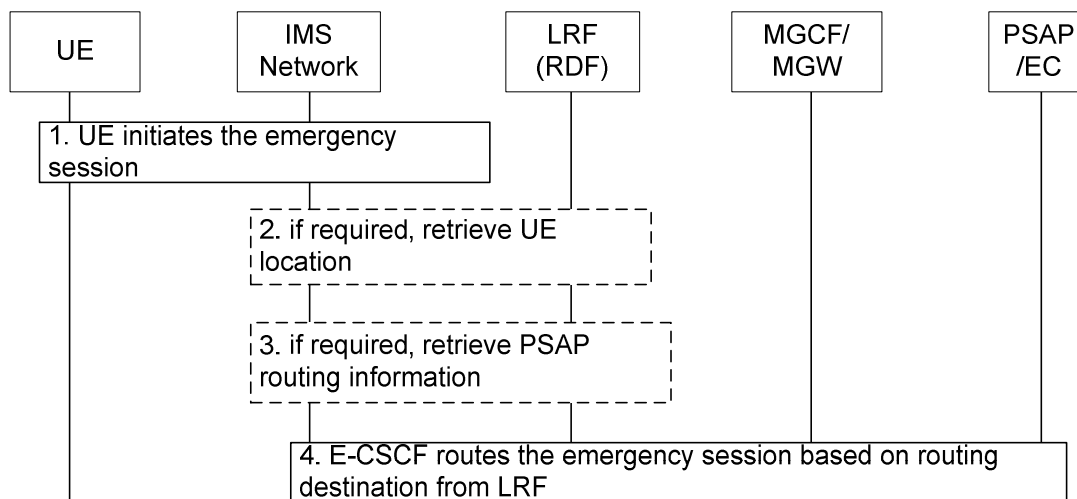 UE
IMS
Network
LRF
(RDF)
MGCF/
MGW
PSAP
/EC
1. UE initiates the emergency
session
2. if required, retrieve UE
location
3. if required, retrieve PSAP
routing information
4. E-CSCF routes the emergency session based on routing
destination from LRF